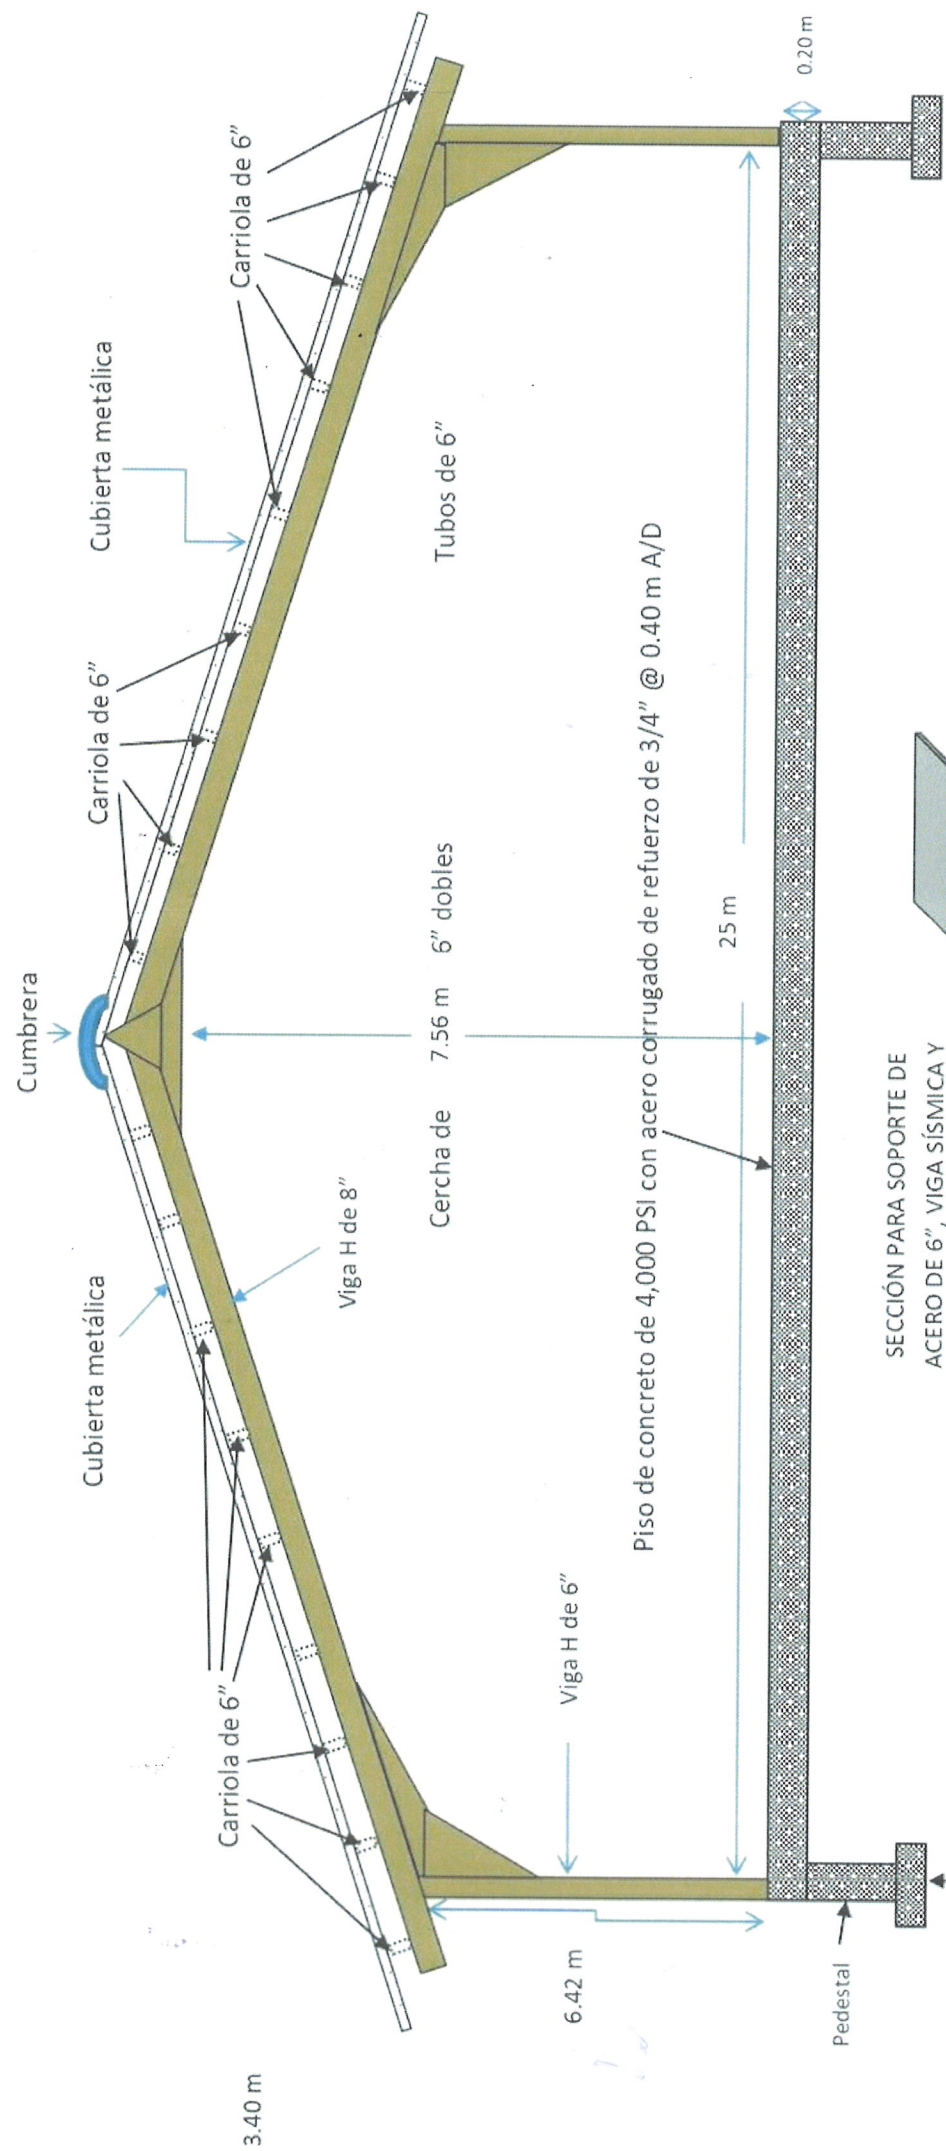 Cumbrera
Carriola de 6"
Cubierta metálica
Carriola de 6"
Cubierta metálica
Viga H de 8"
Carriola de 6"
3.40 m
Cercha de 7.56 m 6" dobles
Tubos de 6"
6.42 m
Viga H de 6"
Piso de concreto de 4,000 PSI con acero corrugado de refuerzo de 3/4" @ 0.40 m A/D
25 m
0.20 m
Pedestal
SECCIÓN PARA SOPORTE DE
ACERO DE 6", VIGA SÍSMICA Y